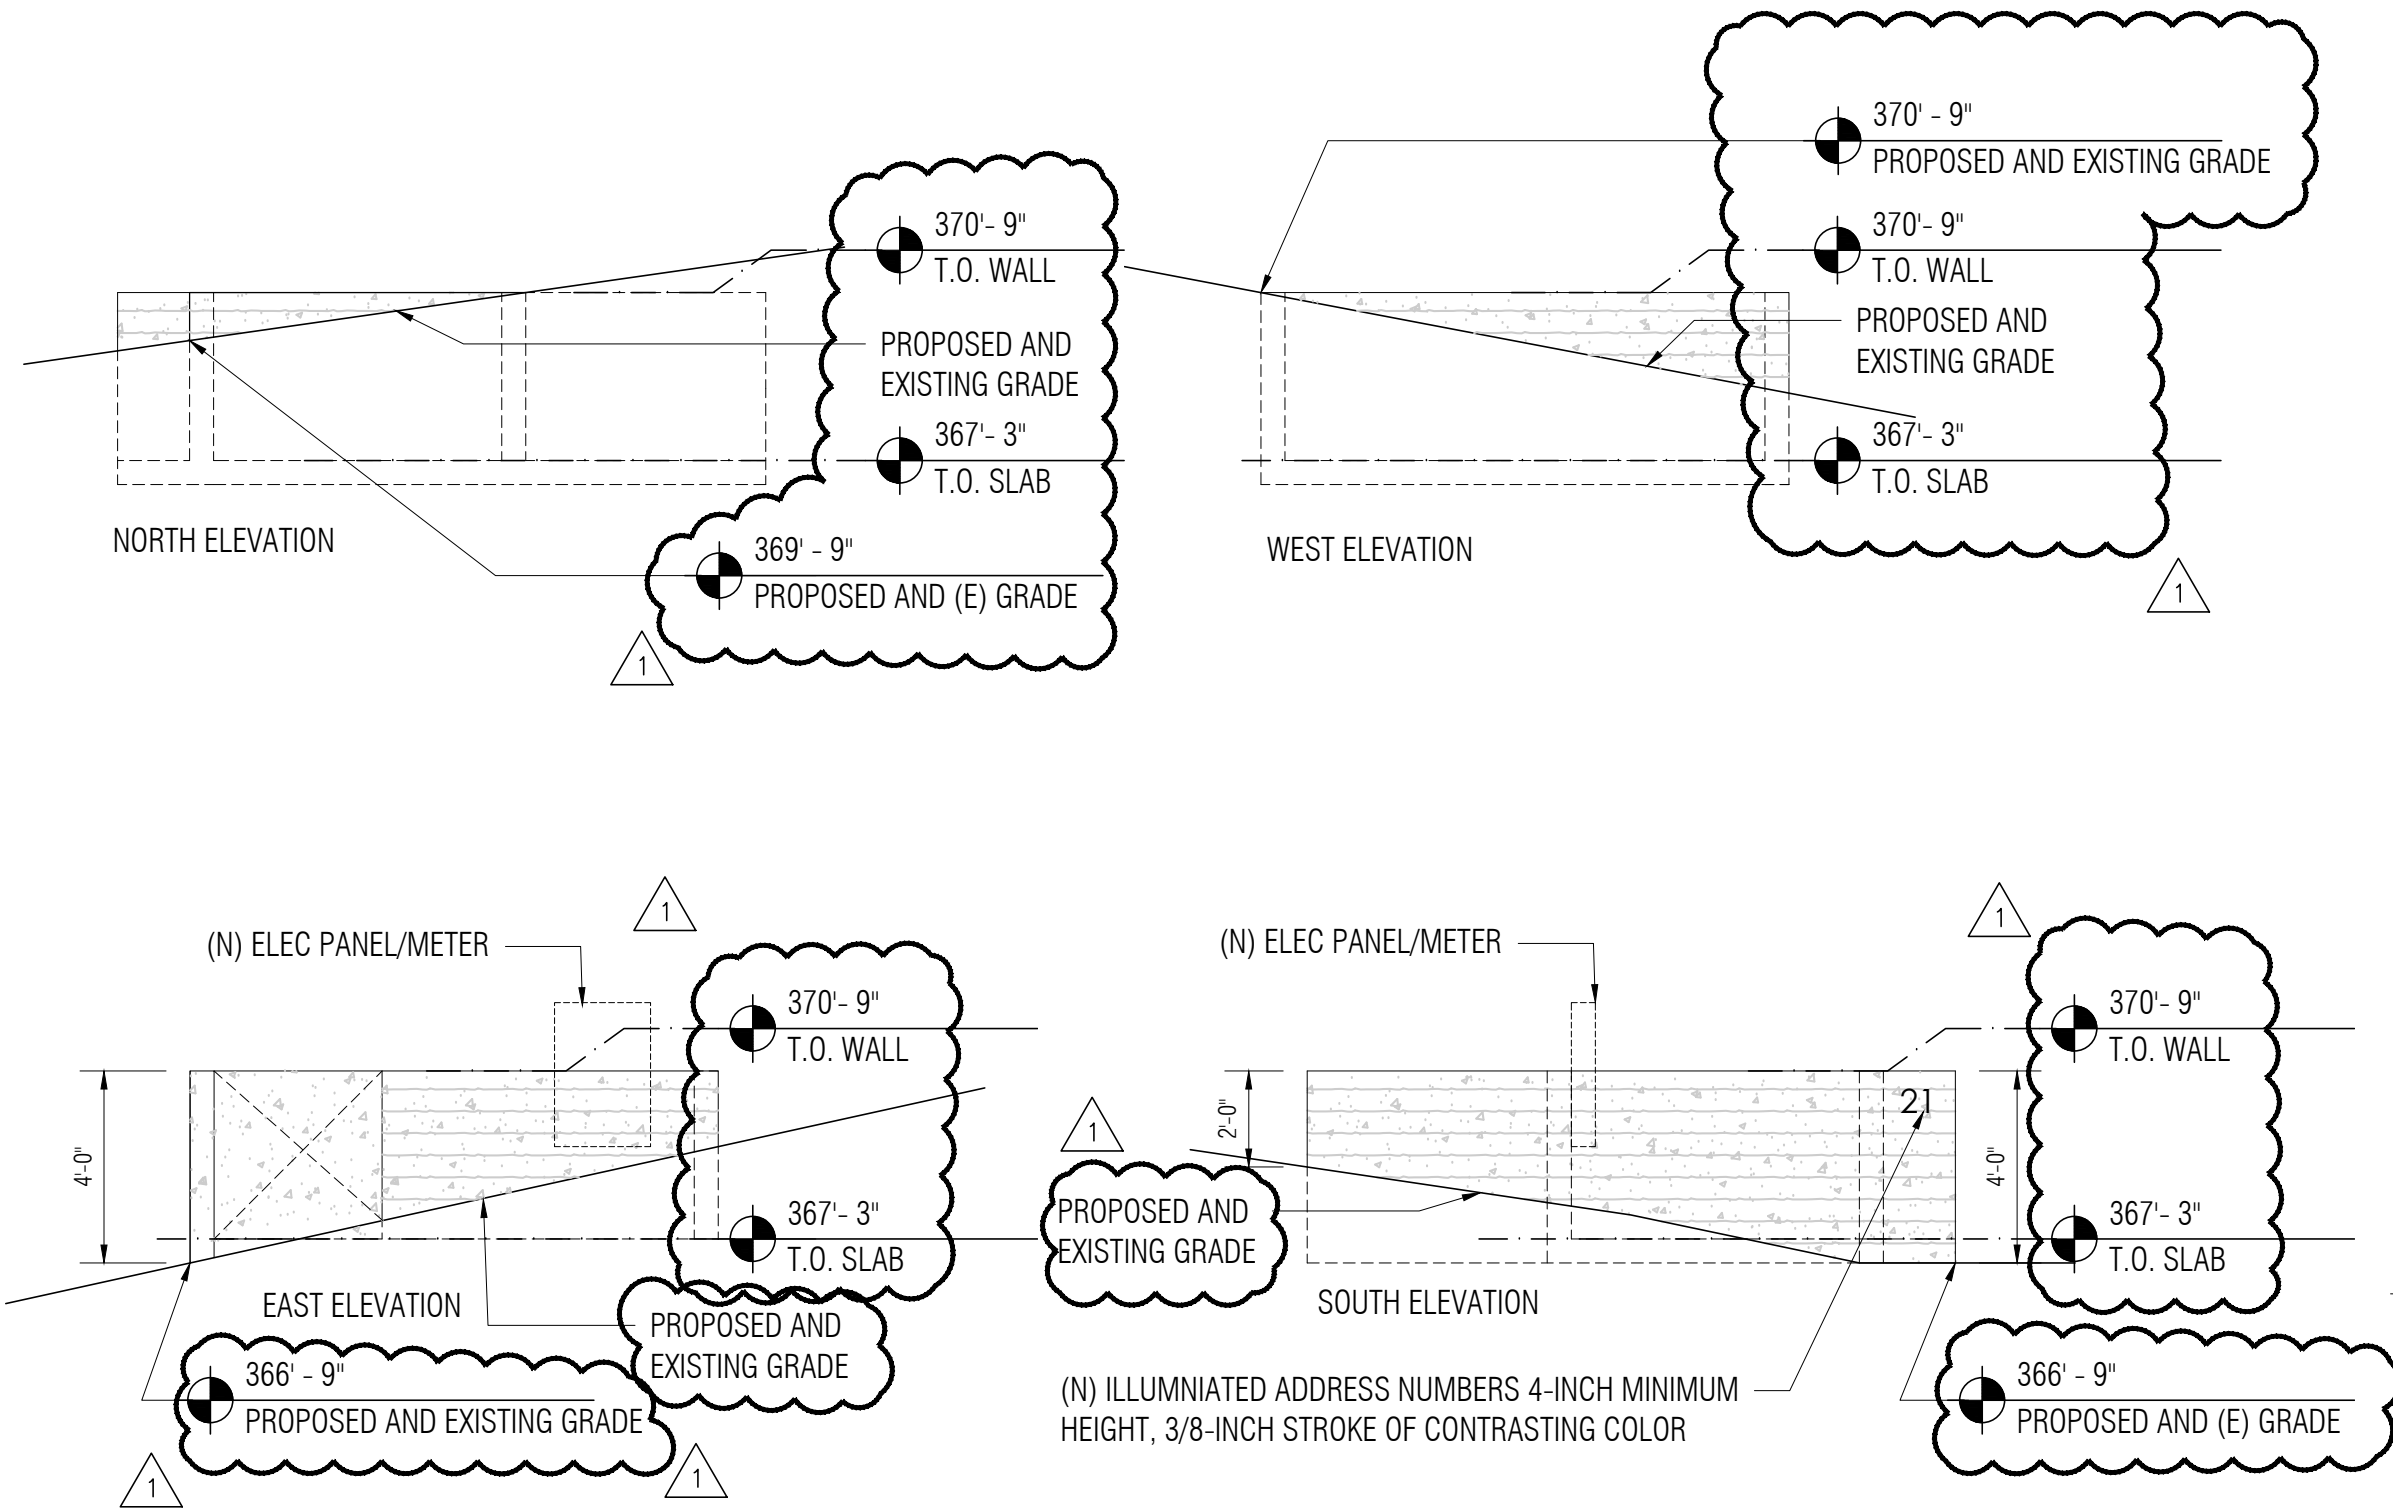 370'- 9"
T.O. WALL
PROPOSED AND
EXISTING GRADE
367'- 3"
T.O. SLAB
NORTH ELEVATION
369' - 9"
PROPOSED AND (E) GRADE
1
370' - 9"
PROPOSED AND EXISTING GRADE
370'- 9"
T.O. WALL
PROPOSED AND
EXISTING GRADE
367'- 3"
T.O. SLAB
WEST ELEVATION
1
1
(N) ELEC PANEL/METER
370'- 9"
T.O. WALL
4'-0"
367'- 3"
T.O. SLAB
EAST ELEVATION
PROPOSED AND
EXISTING GRADE
366' - 9"
PROPOSED AND EXISTING GRADE
1
1
1
(N) ELEC PANEL/METER
370'- 9"
T.O. WALL
21
2'-0"
1
4'-0"
PROPOSED AND
EXISTING GRADE
367'- 3"
T.O. SLAB
SOUTH ELEVATION
(N) ILLUMNIATED ADDRESS NUMBERS 4-INCH MINIMUM
HEIGHT, 3/8-INCH STROKE OF CONTRASTING COLOR
366' - 9"
PROPOSED AND (E) GRADE